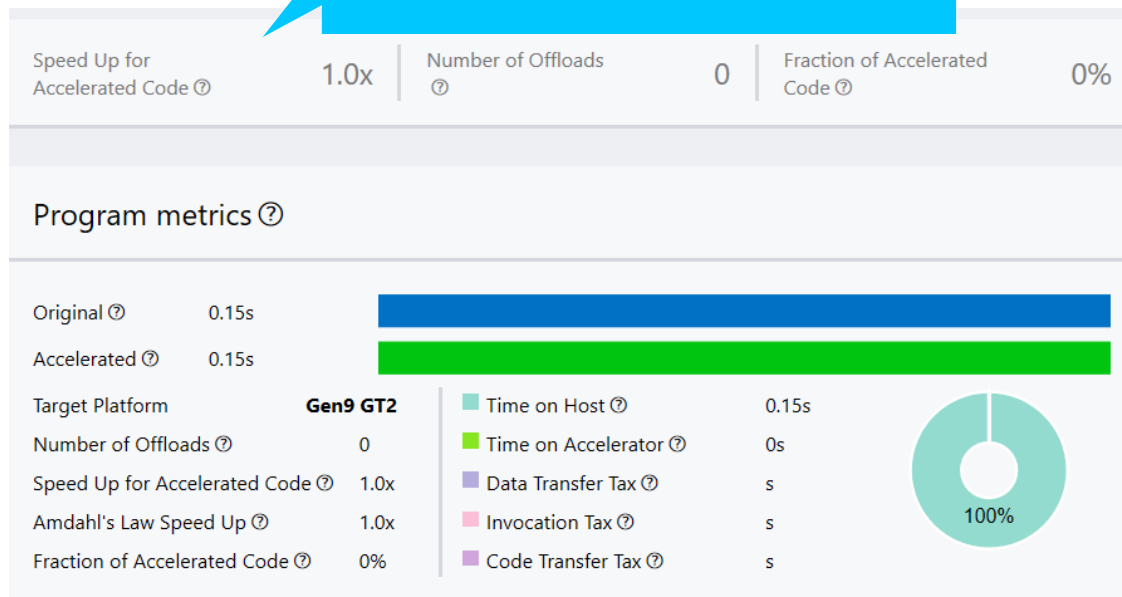 Speed Up for
Accelerated Code ? 1.0x
Number of Offloads
? 0
Fraction of Accelerated
Code ? 0%
Program metrics ?
Original ? 0.15s
Accelerated ? 0.15s
Target Platform Gen9 GT2
Number of Offloads ? 0
Speed Up for Accelerated Code ? 1.0x
Amdahl's Law Speed Up ? 1.0x
Fraction of Accelerated Code ? 0%
Time on Host ? 0.15s
Time on Accelerator ? 0s
Data Transfer Tax ? s
Invocation Tax ? s
Code Transfer Tax ? s
100%